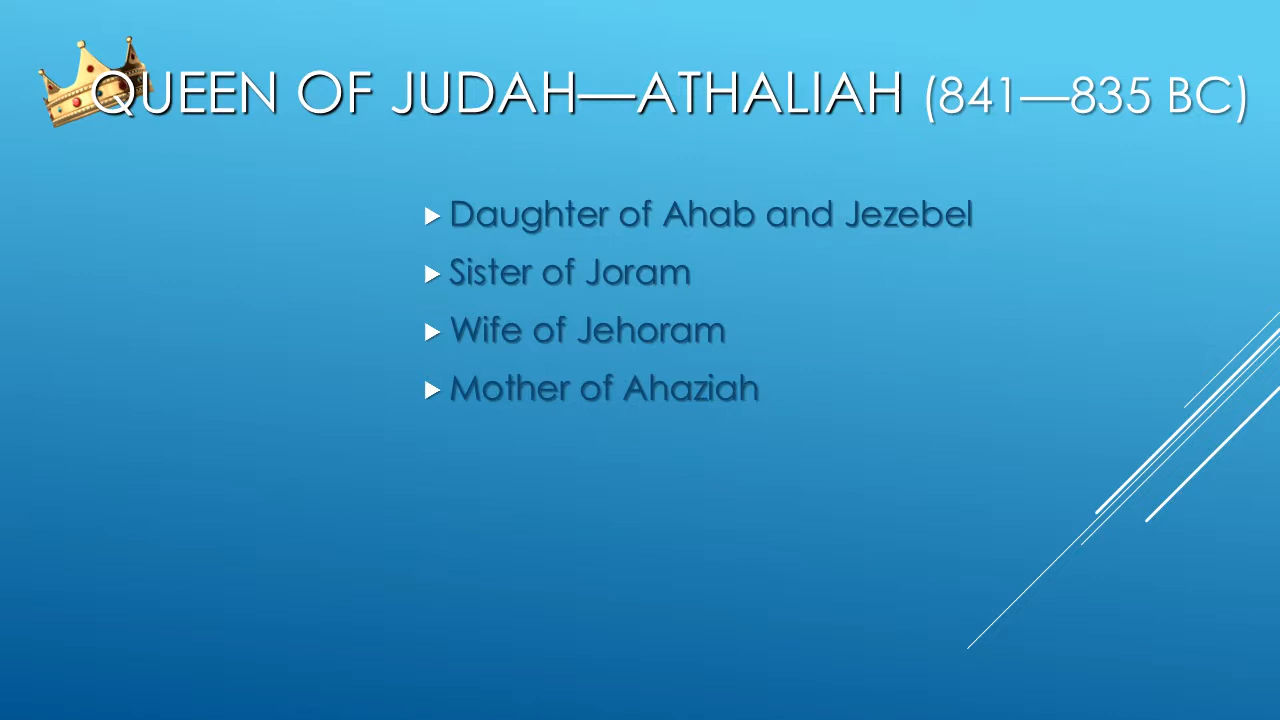 QUEEN OF JUDAH—ATHALIAH (841—835 BC)
Daughter of Ahab and Jezebel
Sister of Joram
Wife of Jehoram
Mother of Ahaziah